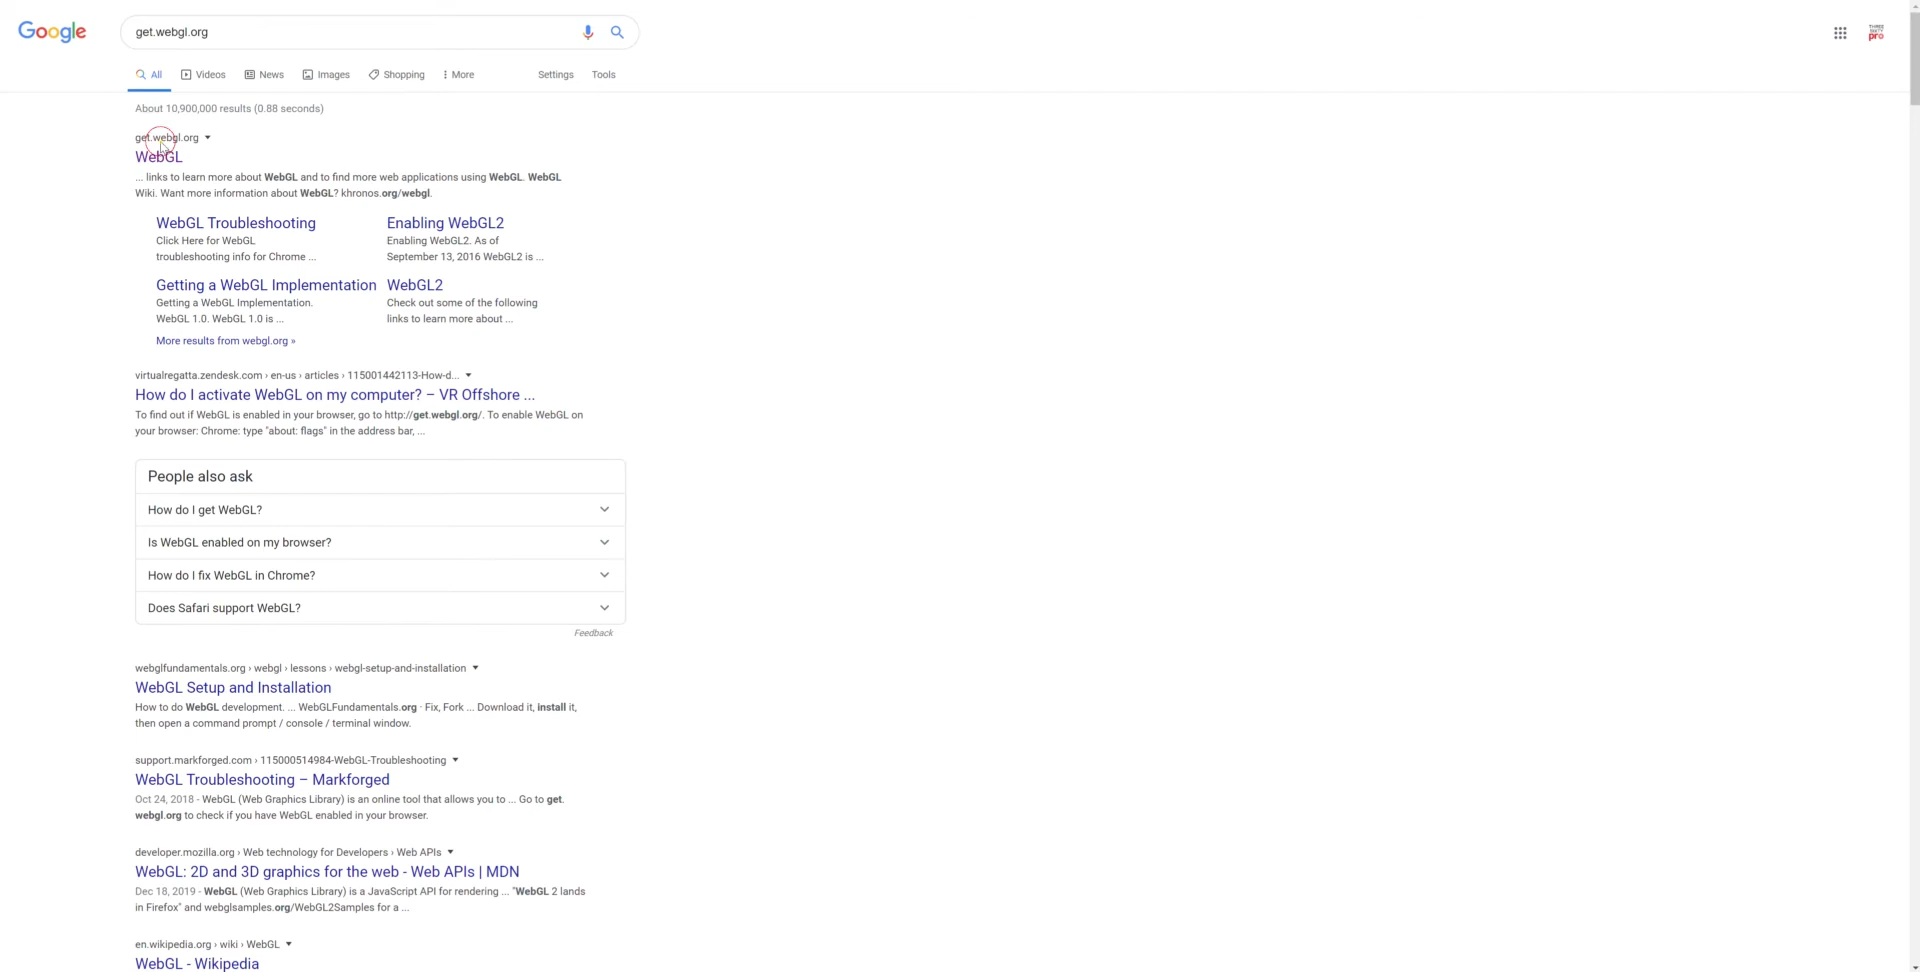 Google
get.webgl.org
All Videos News Images Shopping More Settings Tools
THREE SIXTY pro
About 10,900,000 results (0.88 seconds)
get.webgl.org
WebGL
... links to learn more about WebGL and to find more web applications using WebGL. WebGL
Wiki. Want more information about WebGL? khronos.org/webgl.
WebGL Troubleshooting
Click Here for WebGL
troubleshooting info for Chrome ...
Enabling WebGL2
Enabling WebGL2. As of
September 13, 2016 WebGL2 is ...
Getting a WebGL Implementation
Getting a WebGL Implementation.
WebGL 1.0. WebGL 1.0 is ...
WebGL2
Check out some of the following
links to learn more about ...
More results from webgl.org »
virtualregatta.zendesk.com › en-us › articles › 115001442113-How-d...
How do I activate WebGL on my computer? – VR Offshore ...
To find out if WebGL is enabled in your browser, go to http://get.webgl.org/. To enable WebGL on
your browser: Chrome: type "about: flags" in the address bar, ...
People also ask
How do I get WebGL?
Is WebGL enabled on my browser?
How do I fix WebGL in Chrome?
Does Safari support WebGL?
Feedback
webglfundamentals.org › webgl › lessons › webgl-setup-and-installation
WebGL Setup and Installation
How to do WebGL development. ... WebGLFundamentals.org · Fix, Fork ... Download it, install it,
then open a command prompt / console / terminal window.
support.markforged.com › 115000514984-WebGL-Troubleshooting
WebGL Troubleshooting – Markforged
Oct 24, 2018 - WebGL (Web Graphics Library) is an online tool that allows you to ... Go to get.
webgl.org to check if you have WebGL enabled in your browser.
developer.mozilla.org › Web technology for Developers › Web APIs
WebGL: 2D and 3D graphics for the web - Web APIs | MDN
Dec 18, 2019 - WebGL (Web Graphics Library) is a JavaScript API for rendering ... "WebGL 2 lands
in Firefox" and webglsamples.org/WebGL2Samples for a ...
en.wikipedia.org › wiki › WebGL
WebGL - Wikipedia